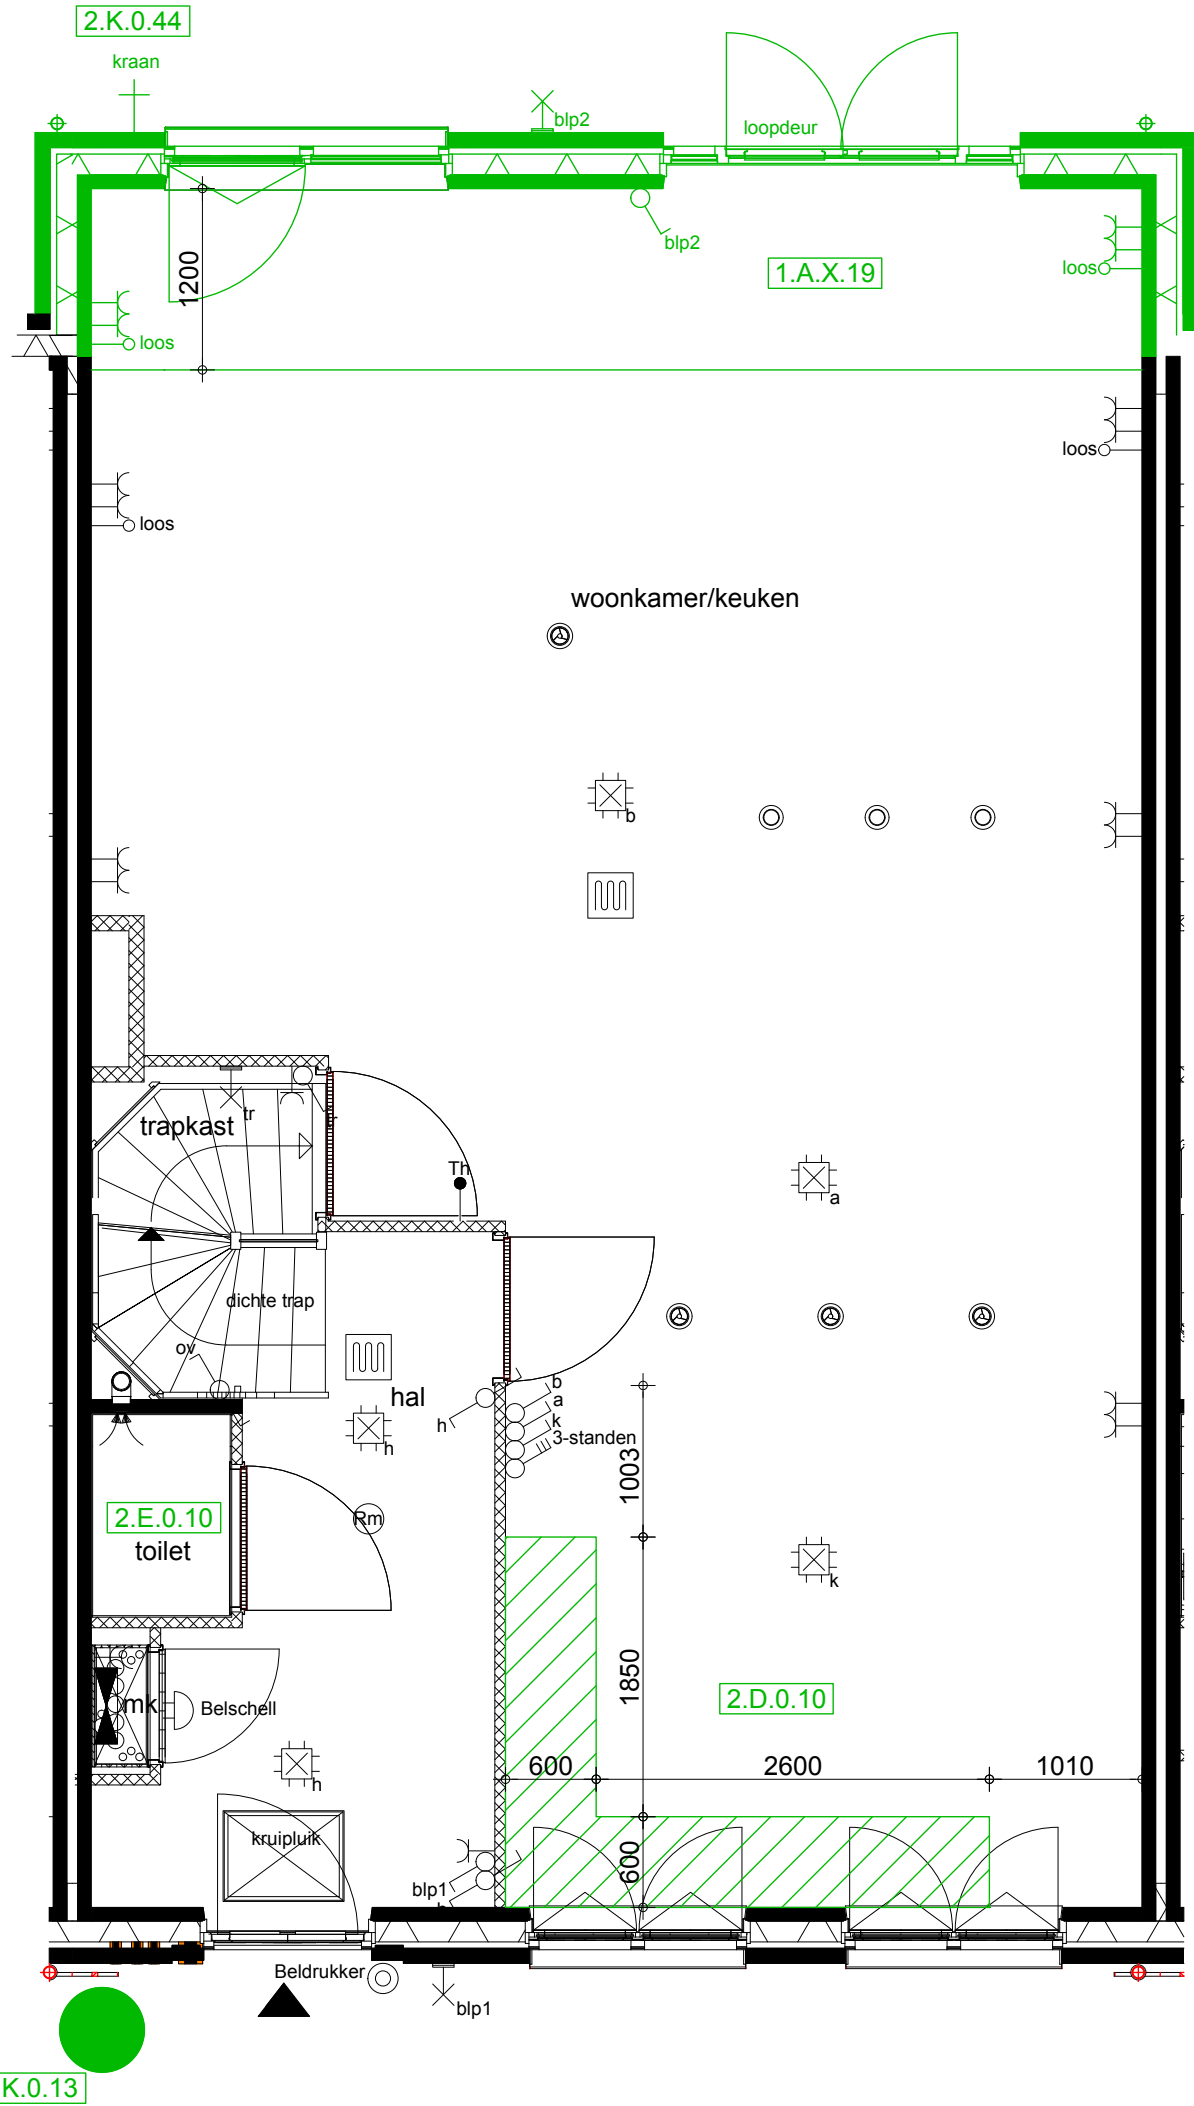 2.K.0.44
kraan
blp2
loopdeur
blp2
1200
1.A.X.19
loos
loos
loos
loos
woonkamer/keuken
b
trapkast
tr
Th
a
dichte trap
ov
hal
b
a
k
3-standen
h
h
1003
2.E.0.10
toilet
Rm
k
1850
2.D.0.10
mk
Belschell
600
2600
1010
h
kruipluik
600
blp1
Beldrukker
blp1
K.0.13